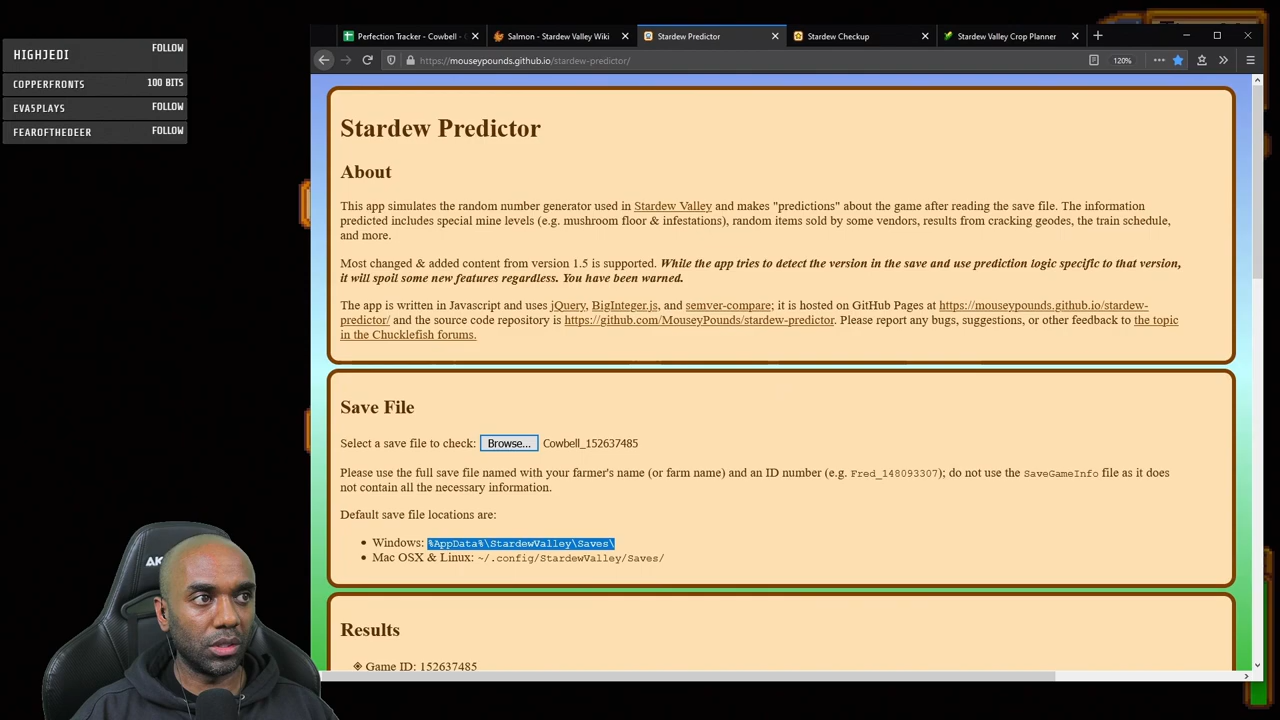 HIGHJEDI FOLLOW
COPPERFRONTS 100 BITS
EVA5PLAYS FOLLOW
FEAROFTHEDEER FOLLOW
Perfection Tracker - Cowbell -
Salmon - Stardew Valley Wiki
Stardew Predictor
Stardew Checkup
Stardew Valley Crop Planner
https://mouseypounds.github.io/stardew-predictor/
120%
Stardew Predictor
About
This app simulates the random number generator used in Stardew Valley and makes "predictions" about the game after reading the save file. The information
predicted includes special mine levels (e.g. mushroom floor & infestations), random items sold by some vendors, results from cracking geodes, the train schedule,
and more.
Most changed & added content from version 1.5 is supported. While the app tries to detect the version in the save and use prediction logic specific to that version,
it will spoil some new features regardless. You have been warned.
The app is written in Javascript and uses jQuery, BigInteger.js, and semver-compare; it is hosted on GitHub Pages at https://mouseypounds.github.io/stardew-
predictor/ and the source code repository is https://github.com/MouseyPounds/stardew-predictor. Please report any bugs, suggestions, or other feedback to the topic
in the Chucklefish forums.
Save File
Select a save file to check: Browse... Cowbell_152637485
Please use the full save file named with your farmer's name (or farm name) and an ID number (e.g. Fred_148093307); do not use the SaveGameInfo file as it does
not contain all the necessary information.
Default save file locations are:
Windows: %AppData%\StardewValley\Saves\
Mac OSX & Linux: ~/.config/StardewValley/Saves/
Results
Game ID: 152637485